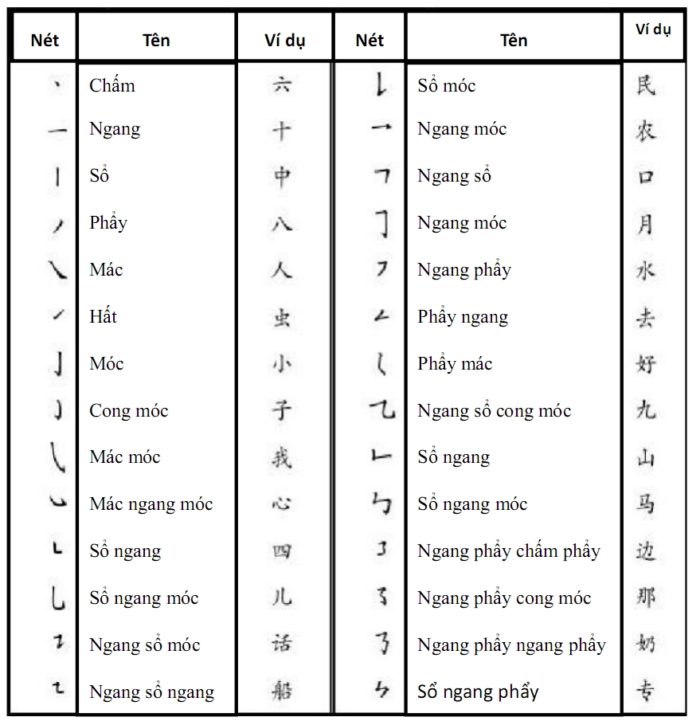 Nét Tên Ví dụ Nét Tên Ví dụ
丶 Chấm 六 𠄌 Sổ móc 民
一 Ngang 十 乛 Ngang móc 农
丨 Sổ 中 𠃍 Ngang sổ 口
丿 Phẩy 八 𠃌 Ngang móc 月
㇏ Mác 人 ㇇ Ngang phẩy 水
㇀ Hất 虫 𠃋 Phẩy ngang 去
亅 Móc 小 ㇛ Phẩy mác 好
㇁ Cong móc 子 ㇈ Ngang sổ cong móc 九
㇂ Mác móc 我 𠃊 Sổ ngang 山
㇃ Mác ngang móc 心 ㇉ Sổ ngang móc 马
㇄ Sổ ngang 四 ㇋ Ngang phẩy chấm phẩy 边
乚 Sổ ngang móc 儿 ㇌ Ngang phẩy cong móc 那
㇊ Ngang sổ móc 话 ㇡ Ngang phẩy ngang phẩy 奶
㇍ Ngang sổ ngang 船 ㇞ Sổ ngang phẩy 专